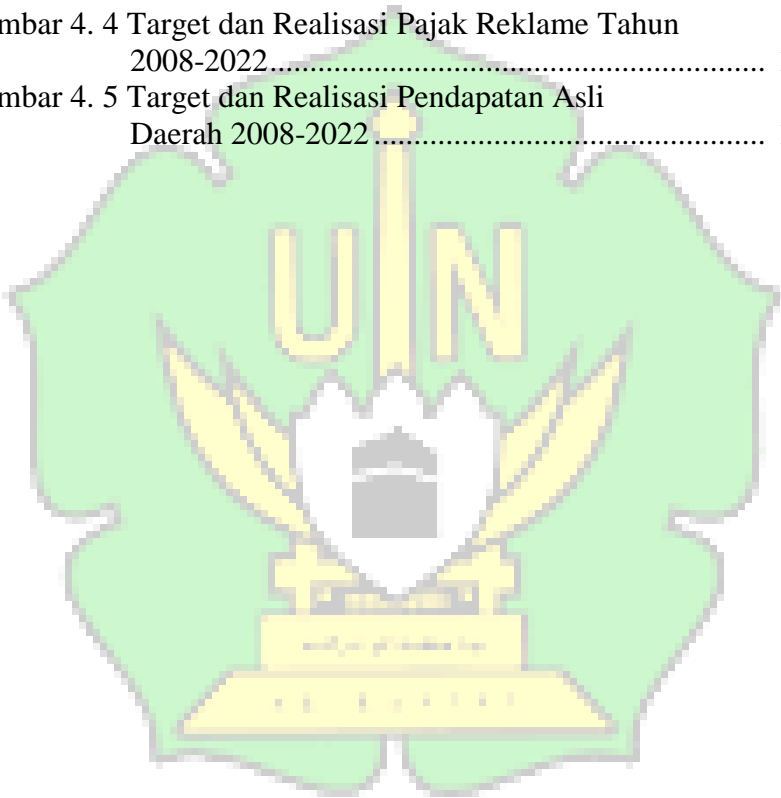 mbar 4. 4 Target dan Realisasi Pajak Reklame Tahun
2008-2022..............................................................
mbar 4. 5 Target dan Realisasi Pendapatan Asli
Daerah 2008-2022.................................................
UIN